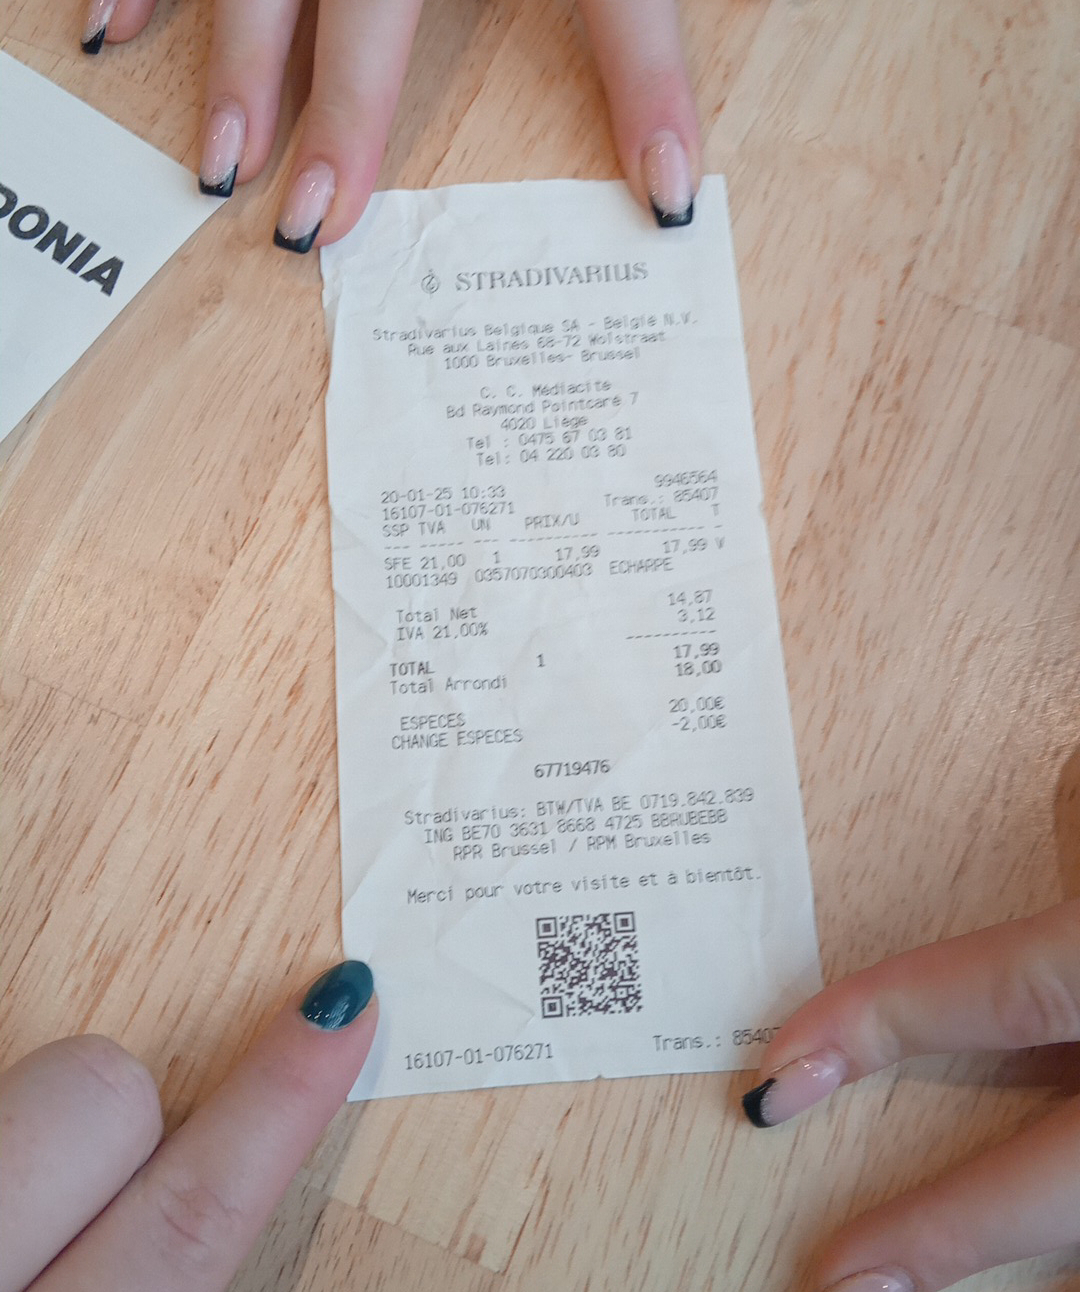 DONIA
STRADIVARIUS
Stradivarius Belgique SA - België N.V.
Rue aux Laines 68-72 Wolstraat
1000 Bruxelles- Brussel
C. C. Médiacité
Bd Raymond Pointcaré 7
4020 Liège
Tel : 0475 67 03 81
Tel: 04 220 03 80
9946564
20-01-25 10:33 Trans.: 85407
16107-01-076271
SSP TVA UN PRIX/U TOTAL T
--- ----- --- ---------- ------------ -
SFE 21,00 1 17,99 17,99 V
10001349 0357070300403 ECHARPE
Total Net 14,87
IVA 21,00% 3,12
----------
TOTAL 1 17,99
Total Arrondi 18,00
ESPECES 20,00€
CHANGE ESPECES -2,00€
67719476
Stradivarius: BTW/TVA BE 0719.842.839
ING BE70 3631 8668 4725 BBRUBEBB
RPR Brussel / RPM Bruxelles
Merci pour votre visite et à bientôt.
16107-01-076271 Trans.: 85407